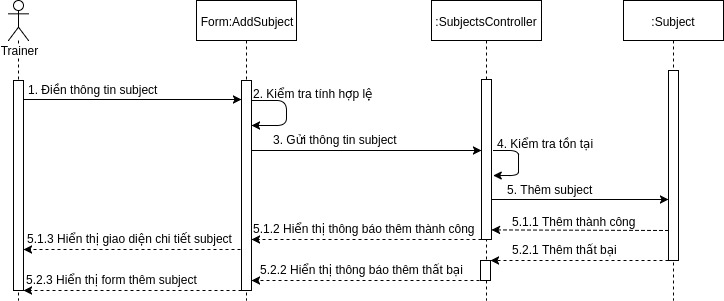 Form:AddSubject
:SubjectsController
:Subject
Trainer
1. Điền thông tin subject
2. Kiểm tra tính hợp lệ
3. Gửi thông tin subject
4. Kiểm tra tồn tại
5. Thêm subject
5.1.1 Thêm thành công
5.1.2 Hiển thị thông báo thêm thành công
5.1.3 Hiển thị giao diện chi tiết subject
5.2.1 Thêm thất bại
5.2.2 Hiển thị thông báo thêm thất bại
5.2.3 Hiển thị form thêm subject